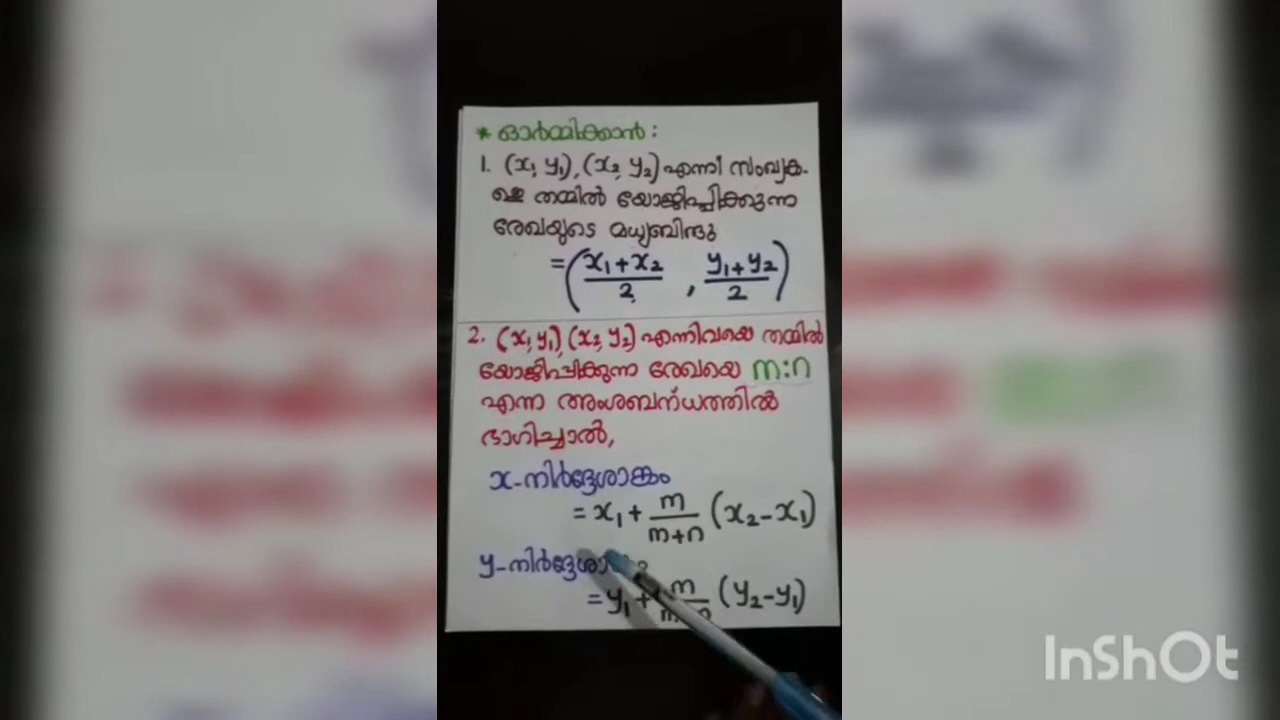 * ഓർമ്മിക്കാൻ :
1. (x₁, y₁), (x₂, y₂) എന്നീ സംഖ്യക-
ളെ തമ്മിൽ യോജിപ്പിക്കുന്ന
രേഖയുടെ മധ്യബിന്ദു
= ( (x₁+x₂)/2 , (y₁+y₂)/2 )
2. (x₁, y₁), (x₂, y₂) എന്നിവയെ തമ്മിൽ
യോജിപ്പിക്കുന്ന രേഖയെ m:n
എന്ന അംശബന്ധത്തിൽ
ഭാഗിച്ചാൽ,
x-നിർദ്ദേശാങ്കം
= x₁ + m/(m+n) (x₂-x₁)
y-നിർദ്ദേശാ
= y₁ + m/ (y₂-y₁)
InShOt